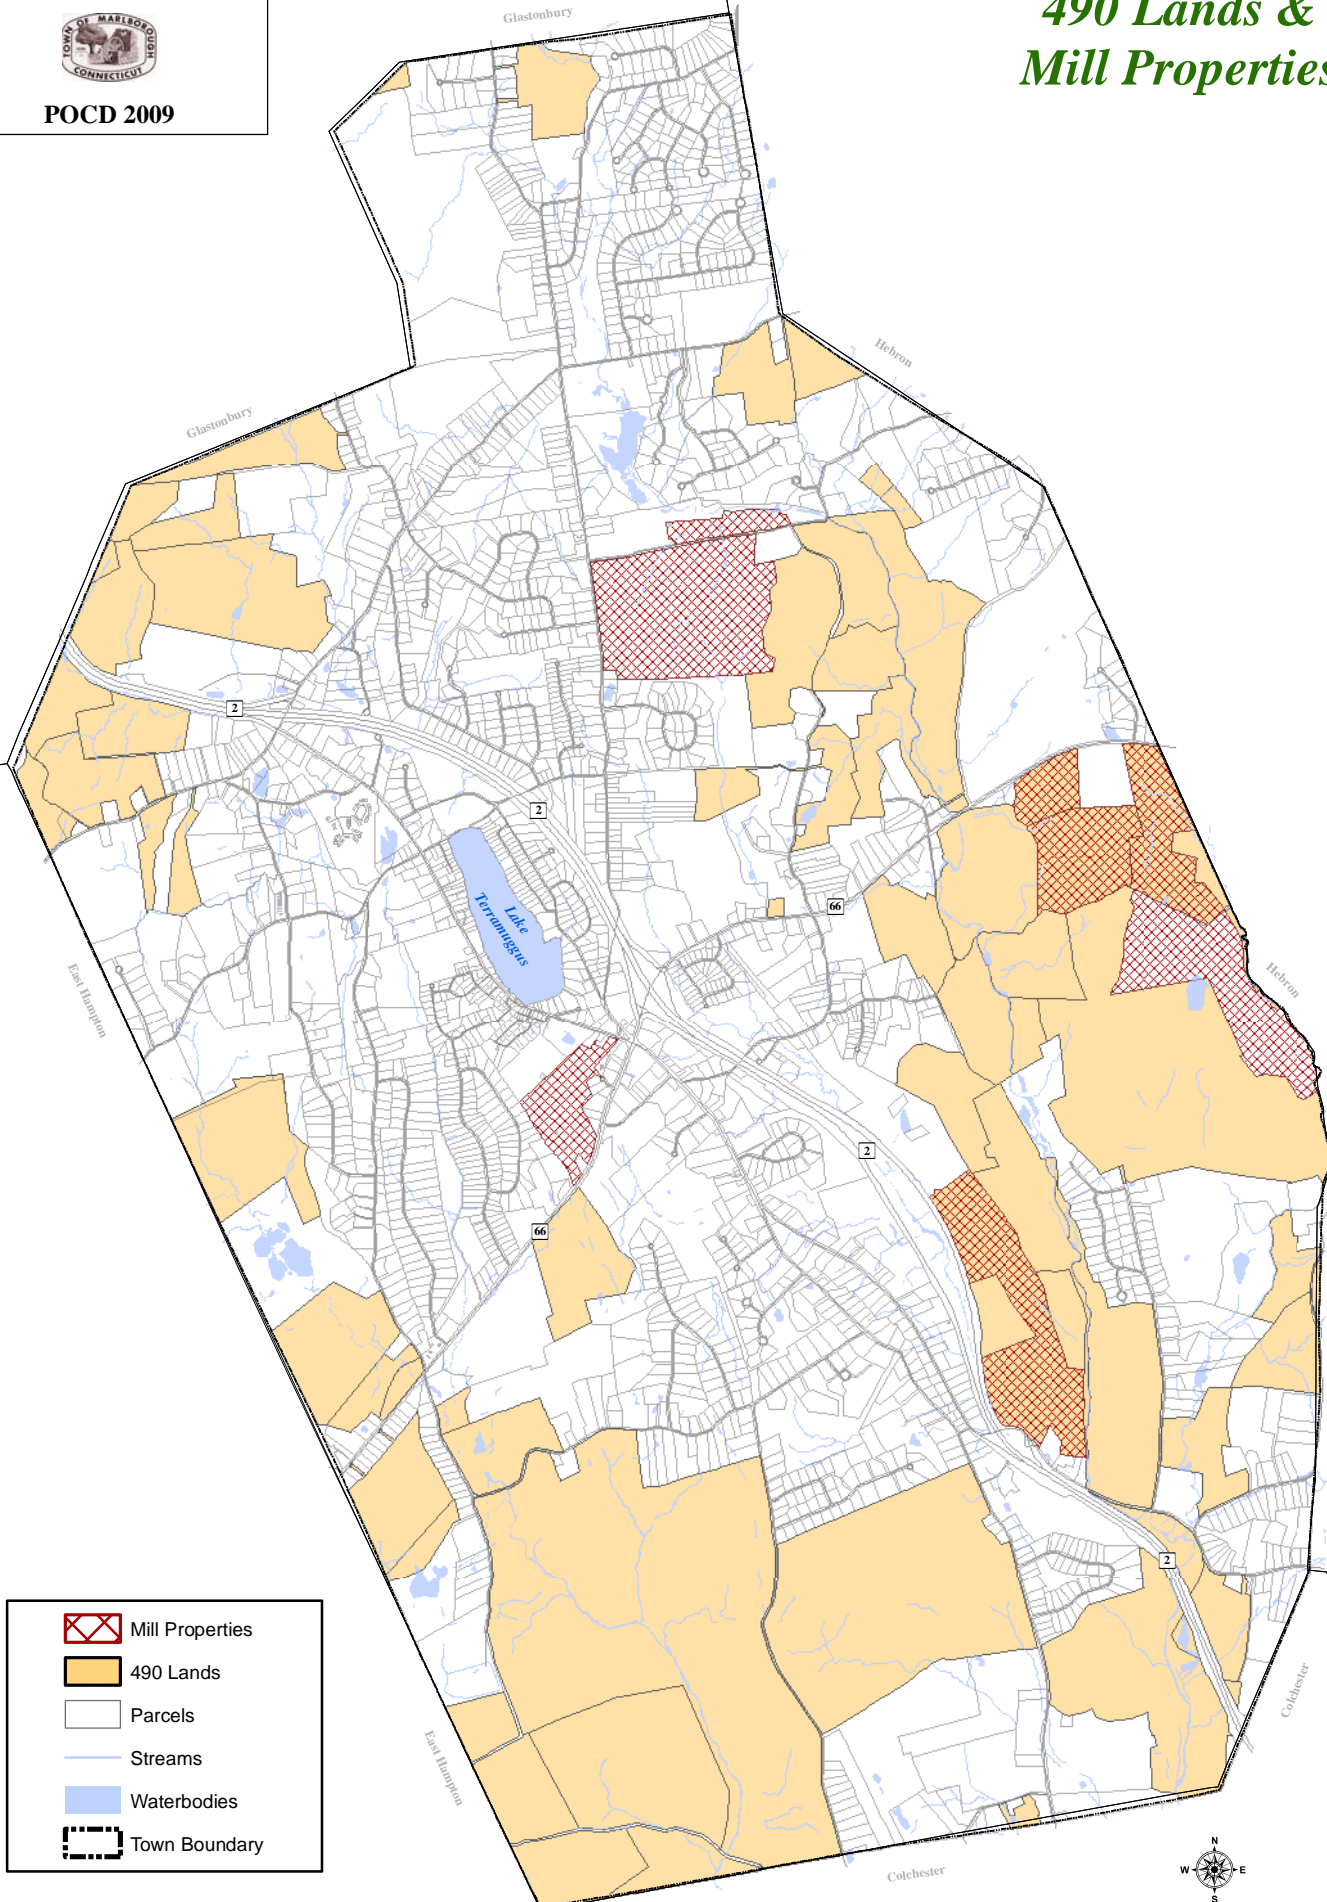 TOWN OF MARLBOROUGH
CONNECTICUT
POCD 2009
490 Lands &
Mill Properties
Glastonbury
Hebron
Glastonbury
2
2
66
Lake
Terramuggus
East Hampton
Hebron
2
66
2
East Hampton
Colchester
Colchester
Mill Properties
490 Lands
Parcels
Streams
Waterbodies
Town Boundary
N
W
E
S